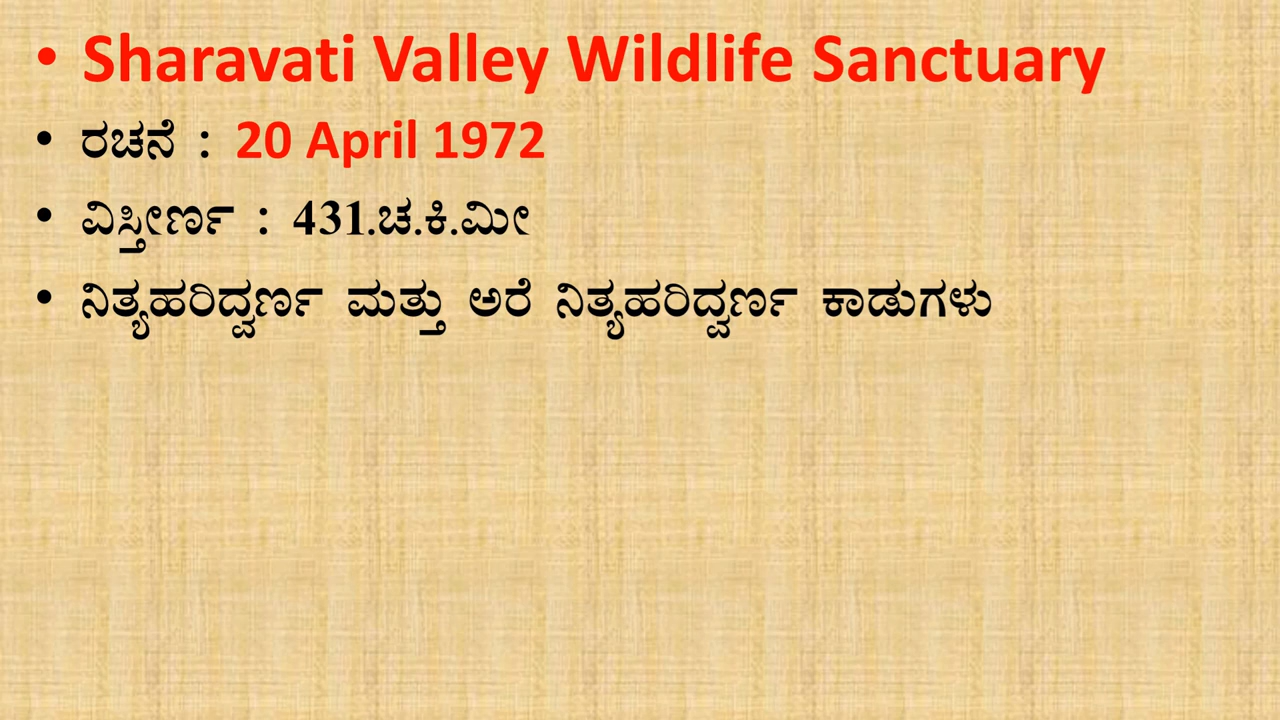 • Sharavati Valley Wildlife Sanctuary
• ರಚನೆ : 20 April 1972
• ವಿಸ್ತೀರ್ಣ : 431.ಚ.ಕಿ.ಮೀ
• ನಿತ್ಯಹರಿದ್ವರ್ಣ ಮತ್ತು ಅರೆ ನಿತ್ಯಹರಿದ್ವರ್ಣ ಕಾಡುಗಳು